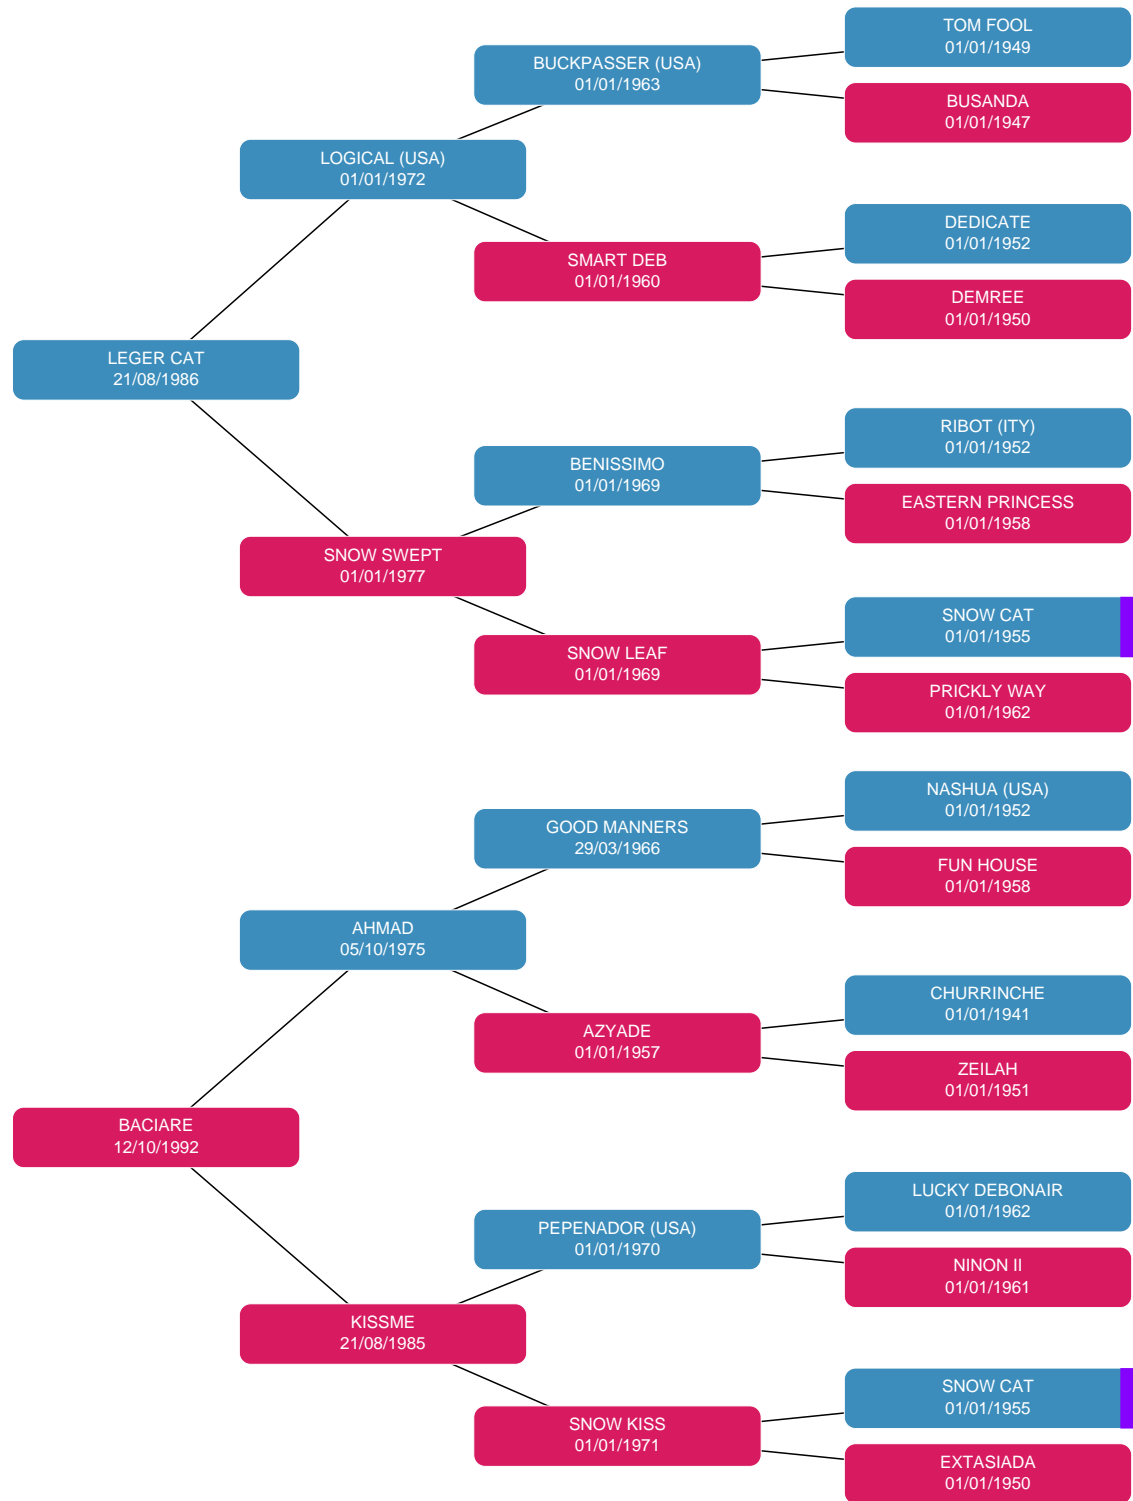 TOM FOOL
01/01/1949
BUCKPASSER (USA)
01/01/1963
BUSANDA
01/01/1947
LOGICAL (USA)
01/01/1972
DEDICATE
01/01/1952
SMART DEB
01/01/1960
DEMREE
01/01/1950
LEGER CAT
21/08/1986
RIBOT (ITY)
01/01/1952
BENISSIMO
01/01/1969
EASTERN PRINCESS
01/01/1958
SNOW SWEPT
01/01/1977
SNOW CAT
01/01/1955
SNOW LEAF
01/01/1969
PRICKLY WAY
01/01/1962
NASHUA (USA)
01/01/1952
GOOD MANNERS
29/03/1966
FUN HOUSE
01/01/1958
AHMAD
05/10/1975
CHURRINCHE
01/01/1941
AZYADE
01/01/1957
ZEILAH
01/01/1951
BACIARE
12/10/1992
LUCKY DEBONAIR
01/01/1962
PEPENADOR (USA)
01/01/1970
NINON II
01/01/1961
KISSME
21/08/1985
SNOW CAT
01/01/1955
SNOW KISS
01/01/1971
EXTASIADA
01/01/1950